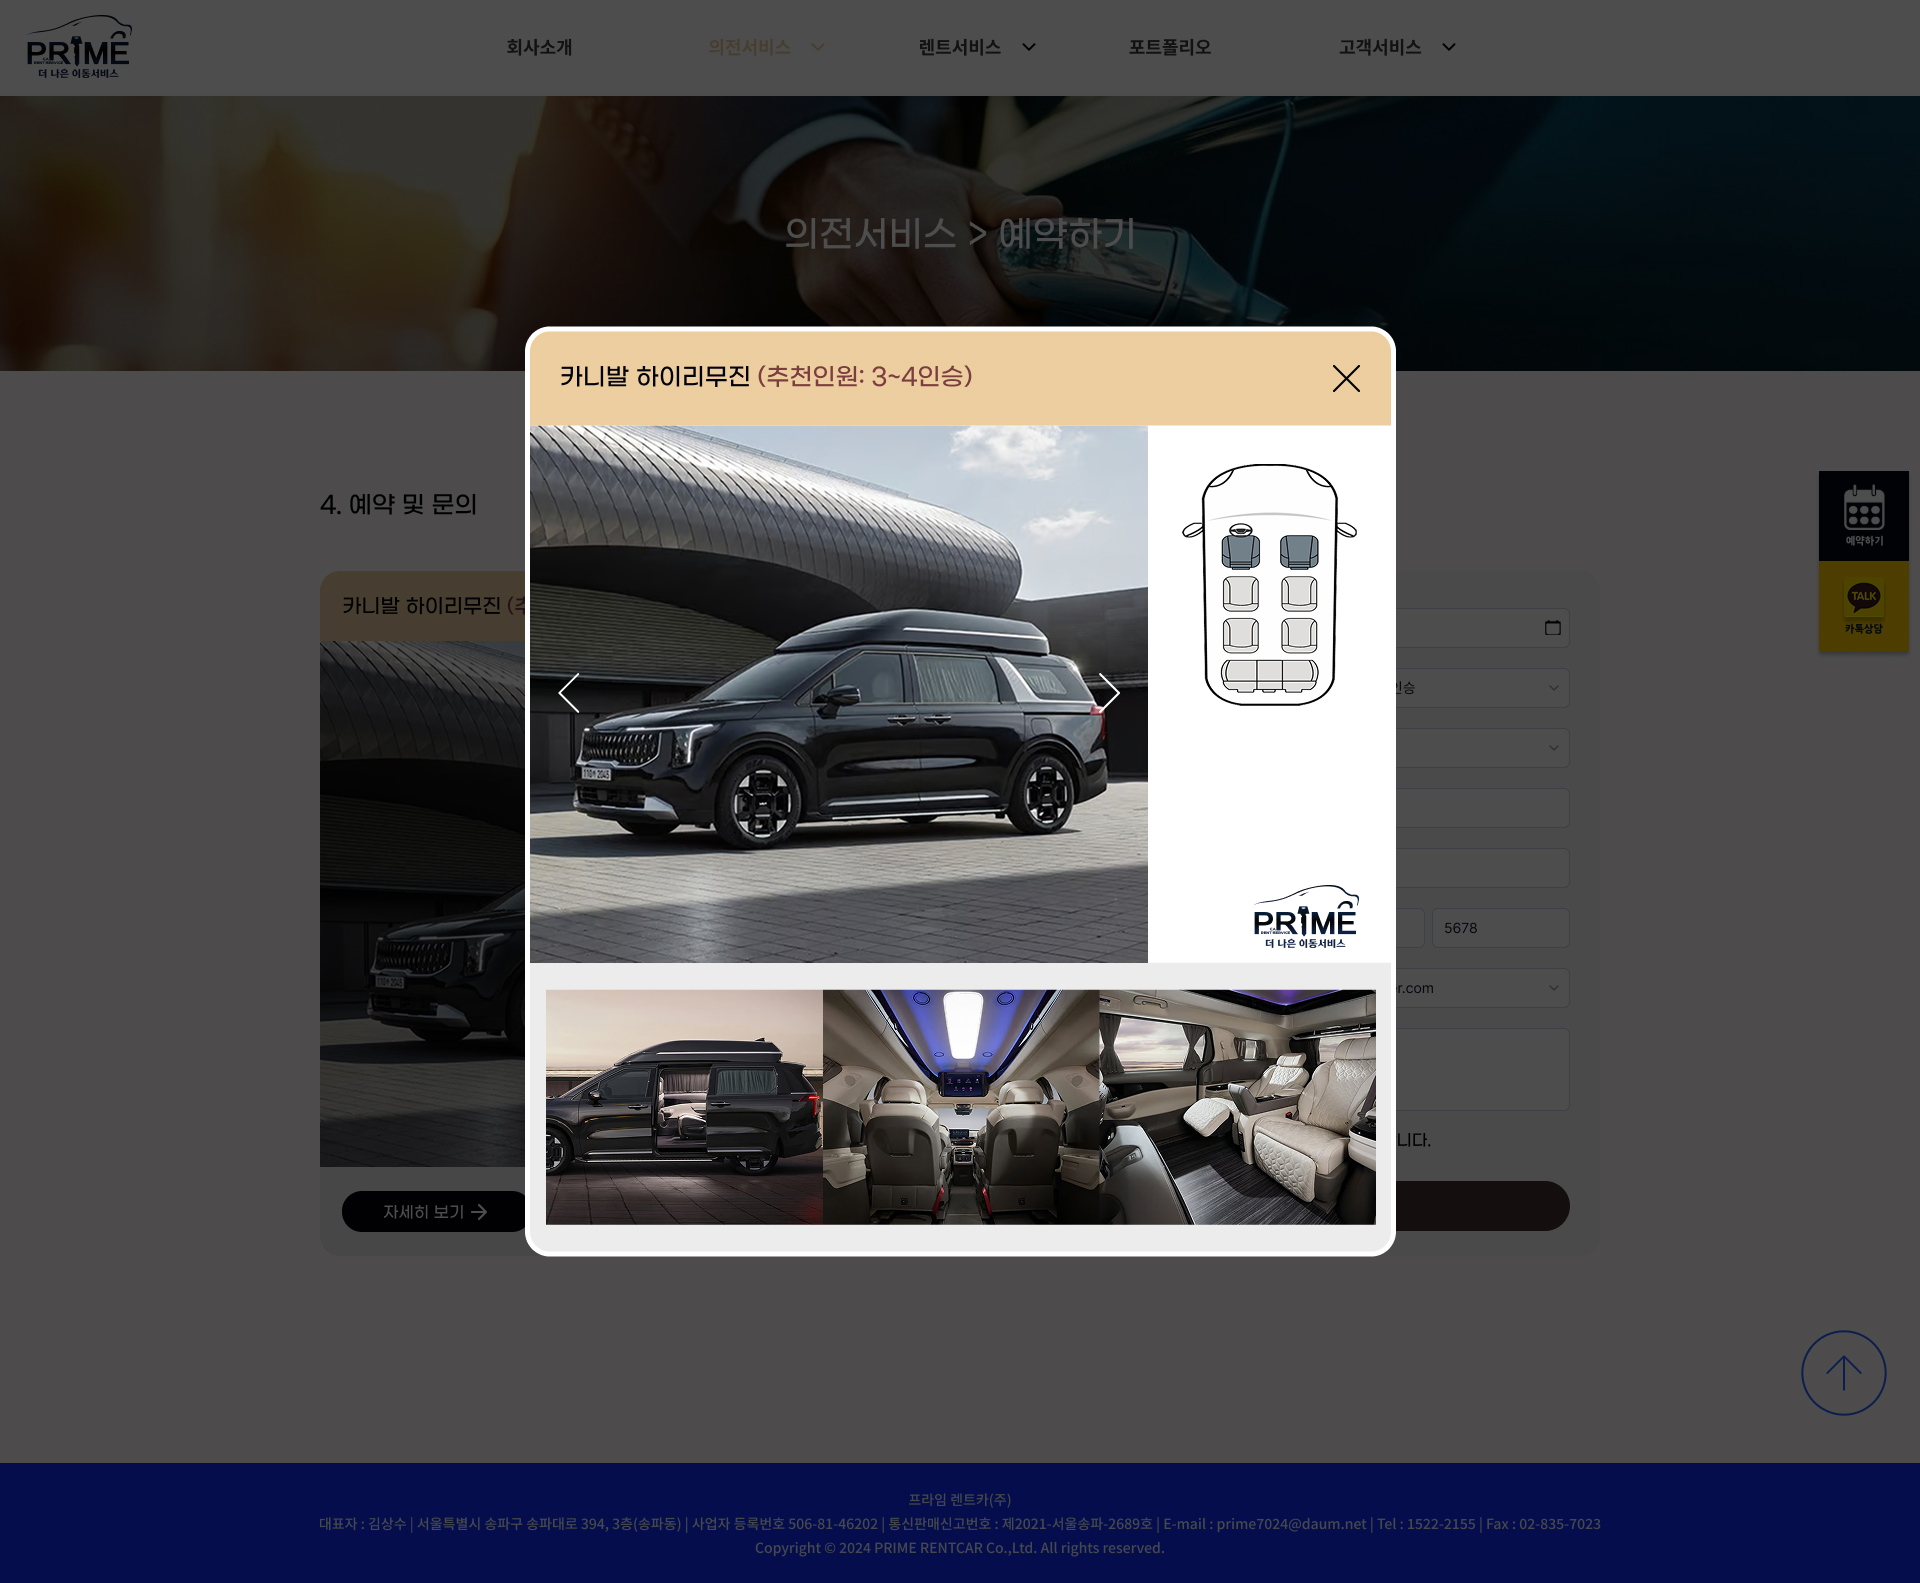 PRIME
더 나은 이동서비스
회사소개
의전서비스
렌트서비스
포트폴리오
고객서비스
의전서비스 > 예약하기
카니발 하이리무진 (추천인원: 3~4인승)
4. 예약 및 문의
예약하기
TALK
카톡상담
카니발 하이리무진 (추
인승
PRIME
더 나은 이동서비스
5678
r.com
니다.
자세히 보기
프라임 렌트카(주)
대표자 : 김상수 | 서울특별시 송파구 송파대로 394, 3층(송파동) | 사업자 등록번호 506-81-46202 | 통신판매신고번호 : 제2021-서울송파-2689호 | E-mail : prime7024@daum.net | Tel : 1522-2155 | Fax : 02-835-7023
Copyright © 2024 PRIME RENTCAR Co.,Ltd. All rights reserved.